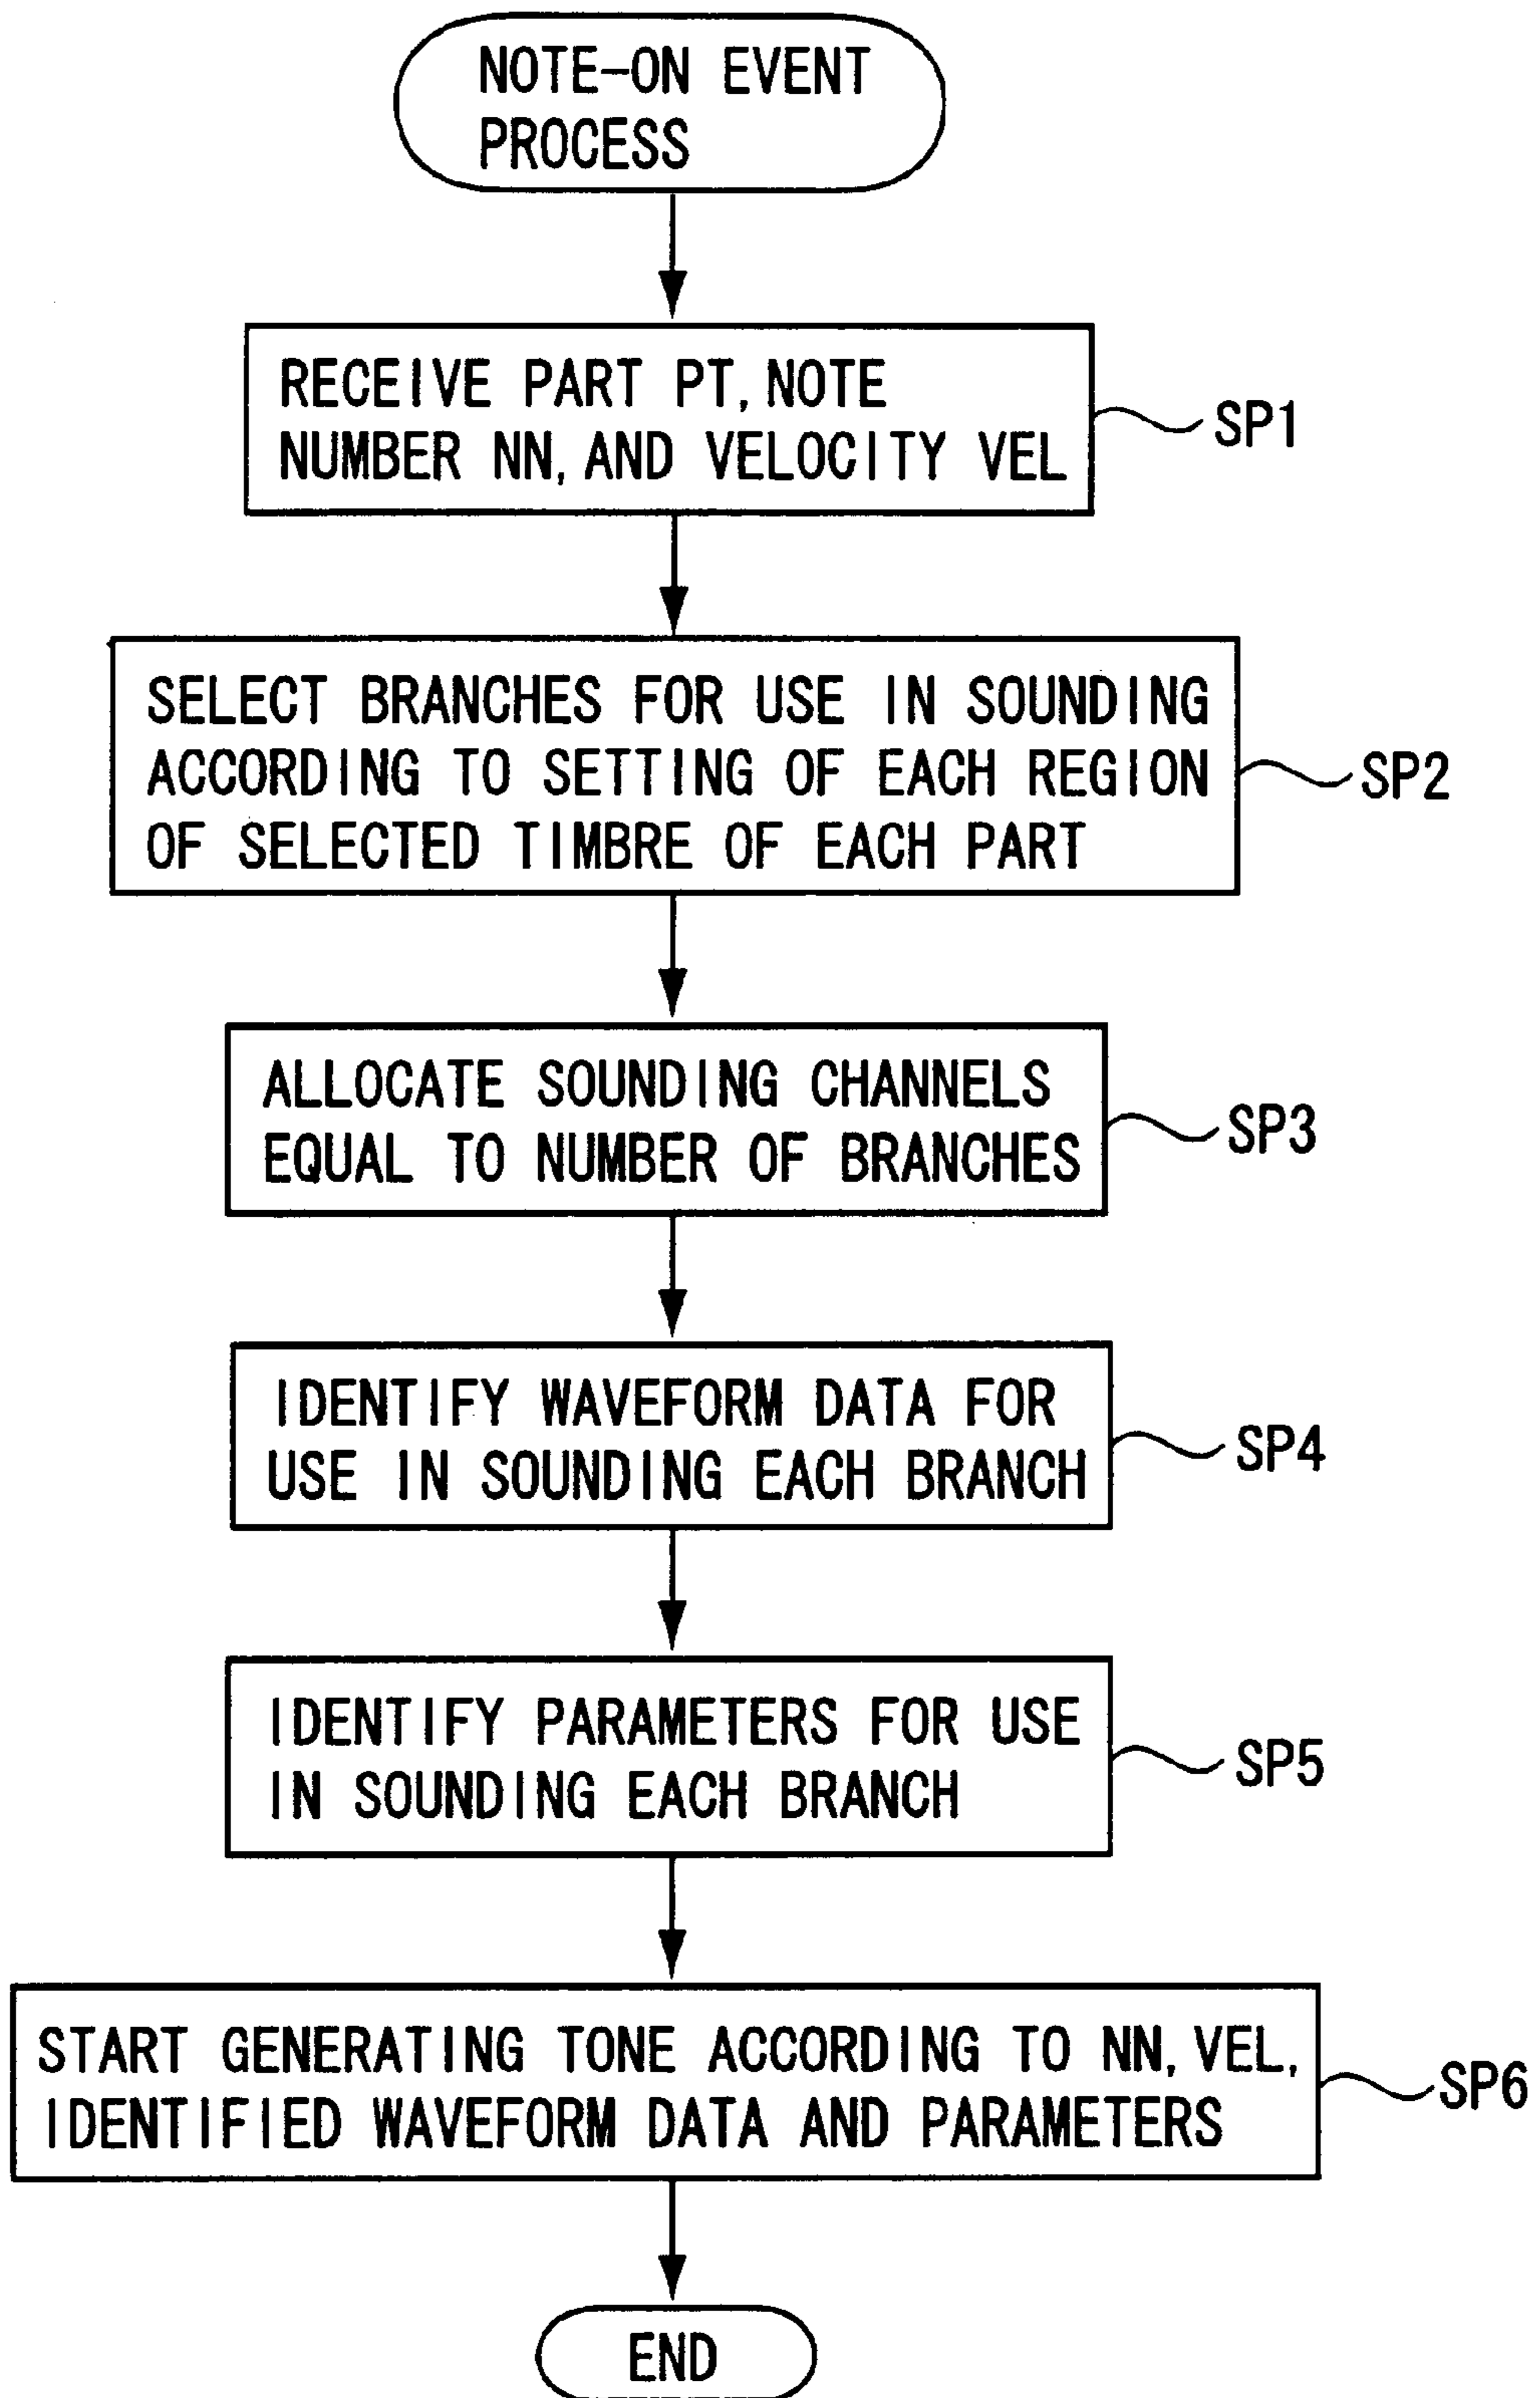 NOTE-ON EVENT
PROCESS
RECEIVE PART PT, NOTE
NUMBER NN, AND VELOCITY VEL
SP1
SELECT BRANCHES FOR USE IN SOUNDING
ACCORDING TO SETTING OF EACH REGION
OF SELECTED TIMBRE OF EACH PART
SP2
ALLOCATE SOUNDING CHANNELS
EQUAL TO NUMBER OF BRANCHES
SP3
IDENTIFY WAVEFORM DATA FOR
USE IN SOUNDING EACH BRANCH
SP4
IDENTIFY PARAMETERS FOR USE
IN SOUNDING EACH BRANCH
SP5
START GENERATING TONE ACCORDING TO NN, VEL,
IDENTIFIED WAVEFORM DATA AND PARAMETERS
SP6
END